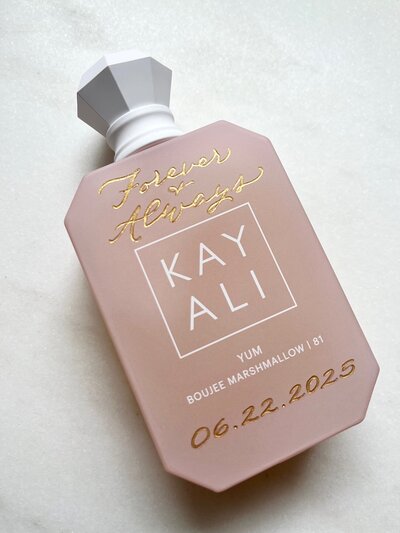 Forever
&
Always
KAY
ALI
YUM
BOUJEE MARSHMALLOW | 81
06.22.2025